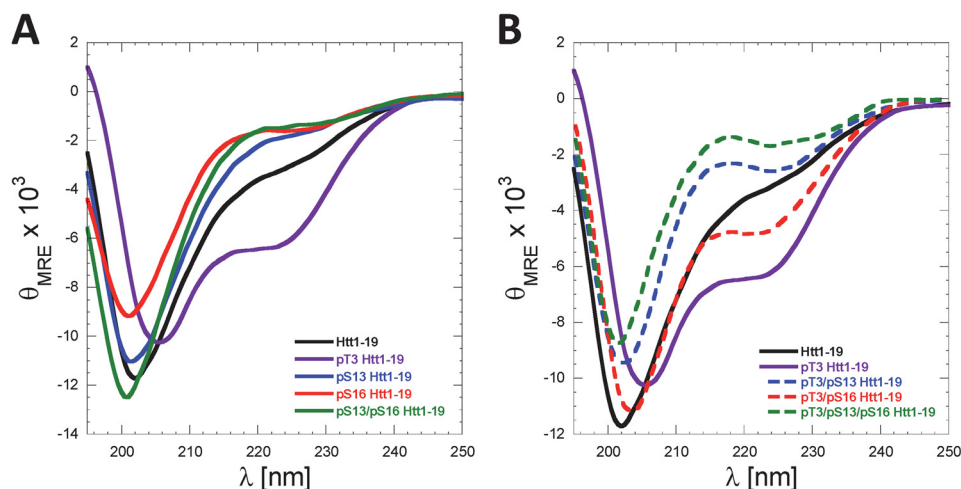 A
B
2
0
-2
-4
-6
-8
-10
-12
-14
θMRE x 10³
200
210
220
230
240
250
λ [nm]
Htt1-19
pT3 Htt1-19
pS13 Htt1-19
pS16 Htt1-19
pS13/pS16 Htt1-19
2
0
-2
-4
-6
-8
-10
-12
θMRE x 10³
200
210
220
230
240
250
λ [nm]
Htt1-19
pT3 Htt1-19
pT3/pS13 Htt1-19
pT3/pS16 Htt1-19
pT3/pS13/pS16 Htt1-19